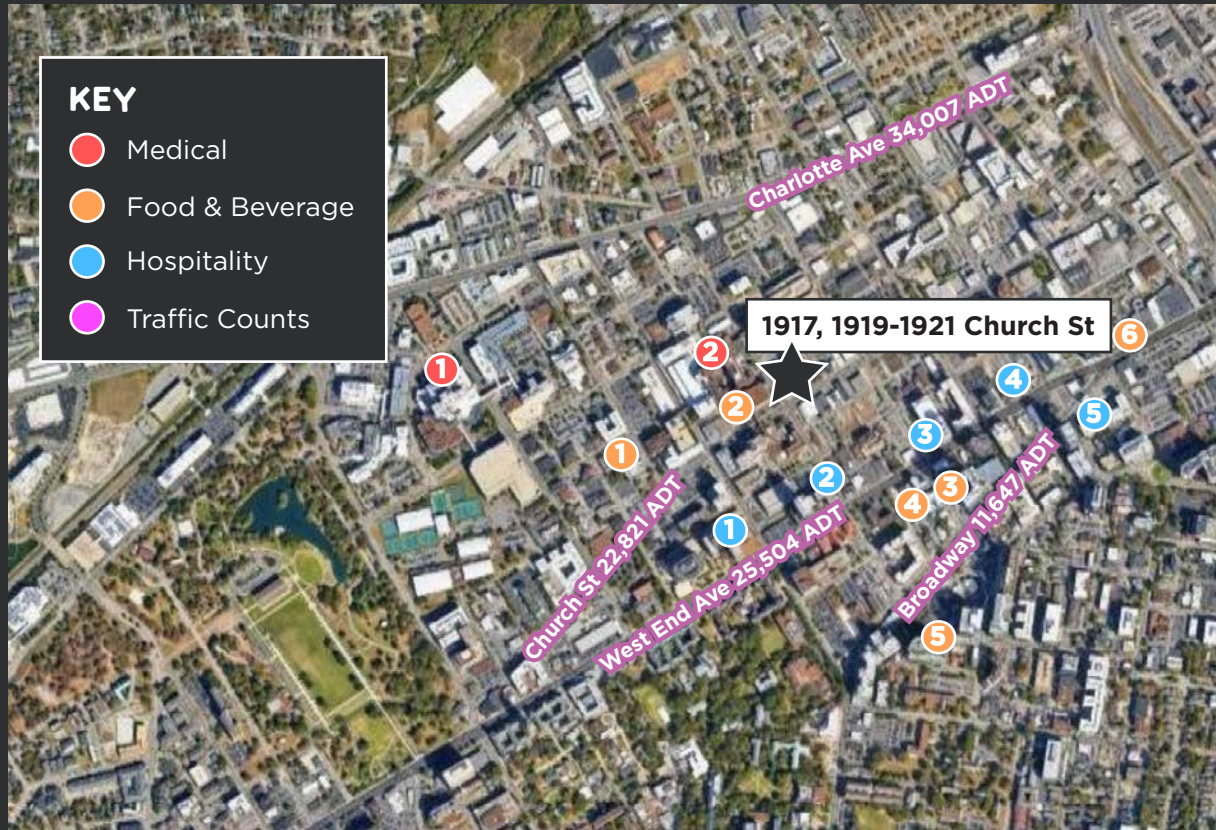 KEY
Medical
Food & Beverage
Hospitality
Traffic Counts
Charlotte Ave 34,007 ADT
1917, 1919-1921 Church St
6
2
1
4
2
5
3
1
2
3
4
1
Church St 22,821 ADT
West End Ave 25,504 ADT
Broadway 11,647 ADT
5